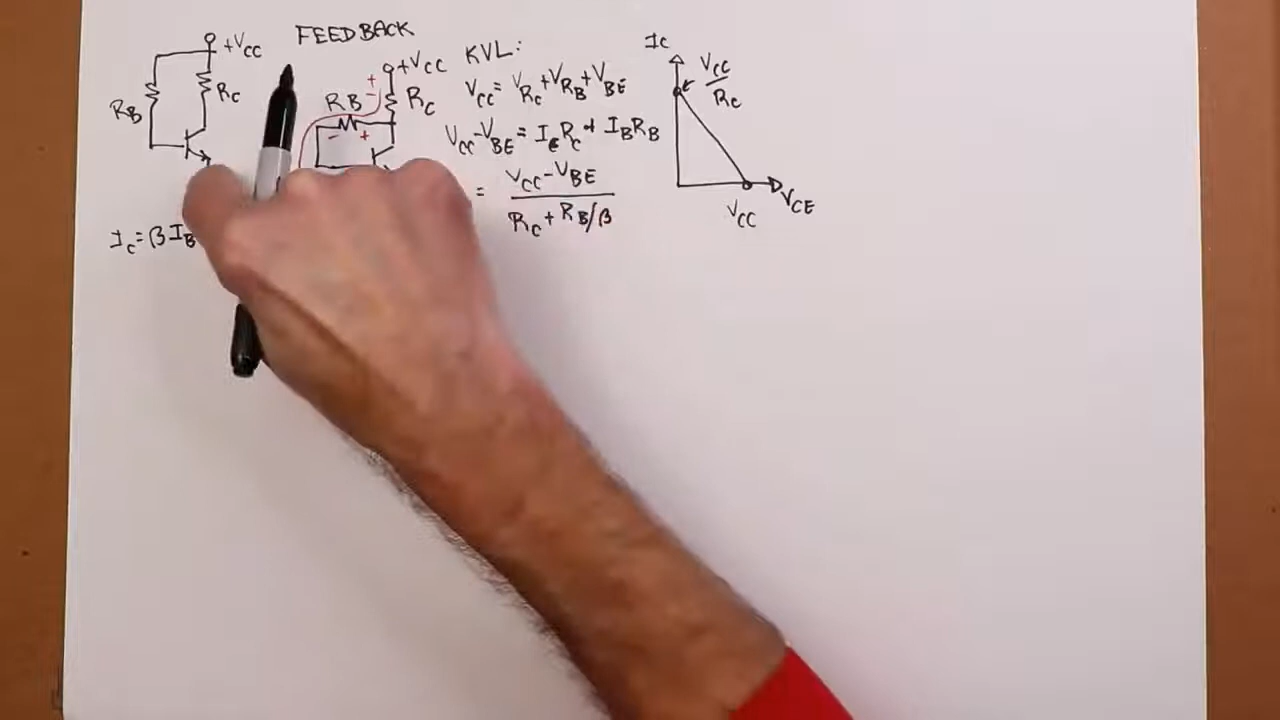 FEEDBACK
+VCC
RB
RC
IC=βIB
+VCC
+
-
RB
RC
-
+
KVL:
VCC=VRC+VRB+VBE
VCC-VBE=ICRC+IBRB
= VCC-VBE
RC+RB/β
IC
VCC
RC
VCC
VCE